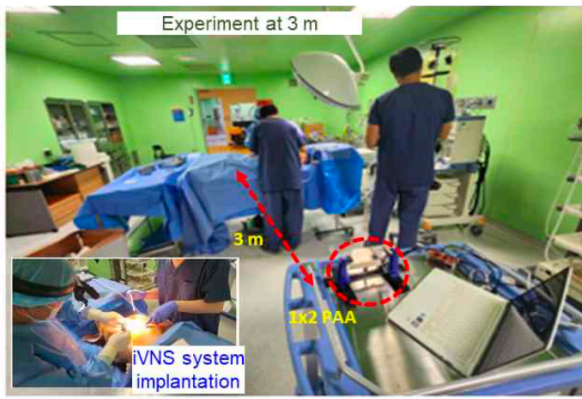 Experiment at 3 m
3 m
1x2 PAA
iVNS system
implantation